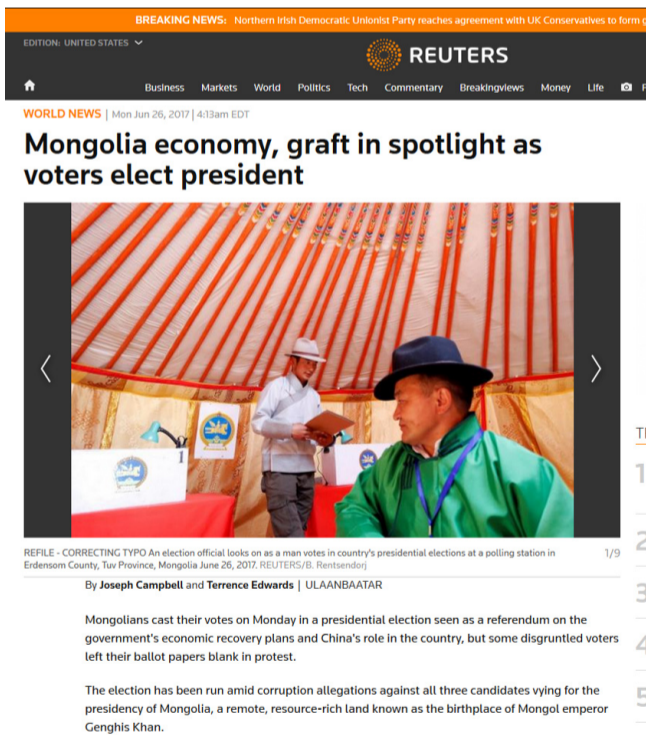 BREAKING NEWS: Northern Irish Democratic Unionist Party reaches agreement with UK Conservatives to form
EDITION: UNITED STATES
REUTERS
Business Markets World Politics Tech Commentary Breakingviews Money Life
WORLD NEWS | Mon Jun 26, 2017 | 4:13am EDT
Mongolia economy, graft in spotlight as
voters elect president
1
REFILE - CORRECTING TYPO An election official looks on as a man votes in country's presidential elections at a polling station in
Erdensom County, Tuv Province, Mongolia June 26, 2017. REUTERS/B. Rentsendorj
1/9
By Joseph Campbell and Terrence Edwards | ULAANBAATAR
Mongolians cast their votes on Monday in a presidential election seen as a referendum on the
government's economic recovery plans and China's role in the country, but some disgruntled voters
left their ballot papers blank in protest.
The election has been run amid corruption allegations against all three candidates vying for the
presidency of Mongolia, a remote, resource-rich land known as the birthplace of Mongol emperor
Genghis Khan.
1
2
3
4
5